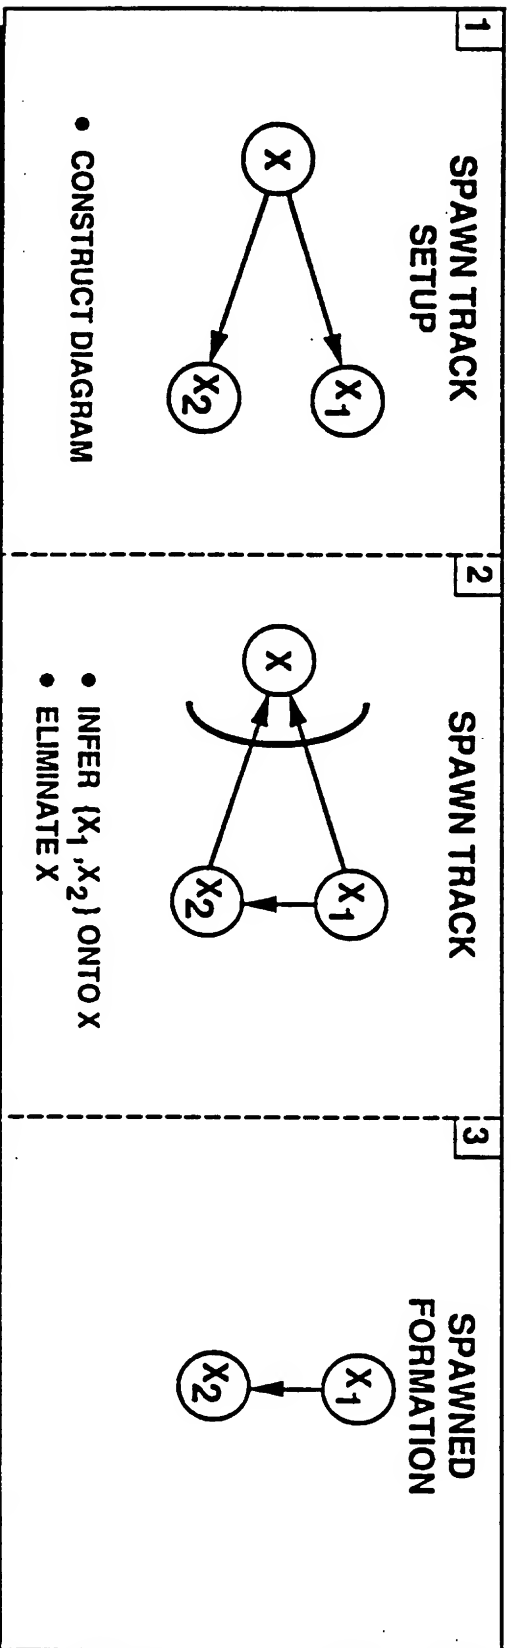 1
SPAWN TRACK
SETUP
X
X1
X2
• CONSTRUCT DIAGRAM
2
SPAWN TRACK
X
X1
X2
• INFER {X1,X2} ONTO X
• ELIMINATE X
3
SPAWNED
FORMATION
X1
X2